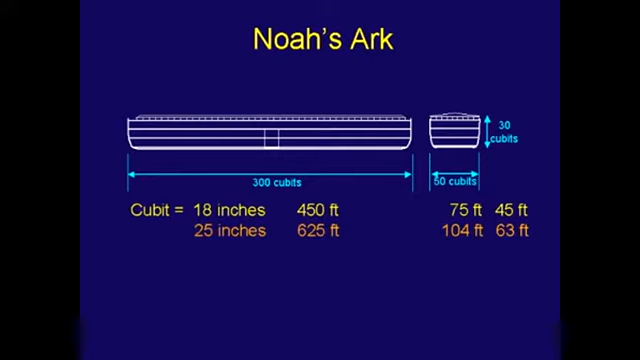 Noah's Ark
30
cubits
300 cubits
50 cubits
Cubit = 18 inches 450 ft 75 ft 45 ft
25 inches 625 ft 104 ft 63 ft